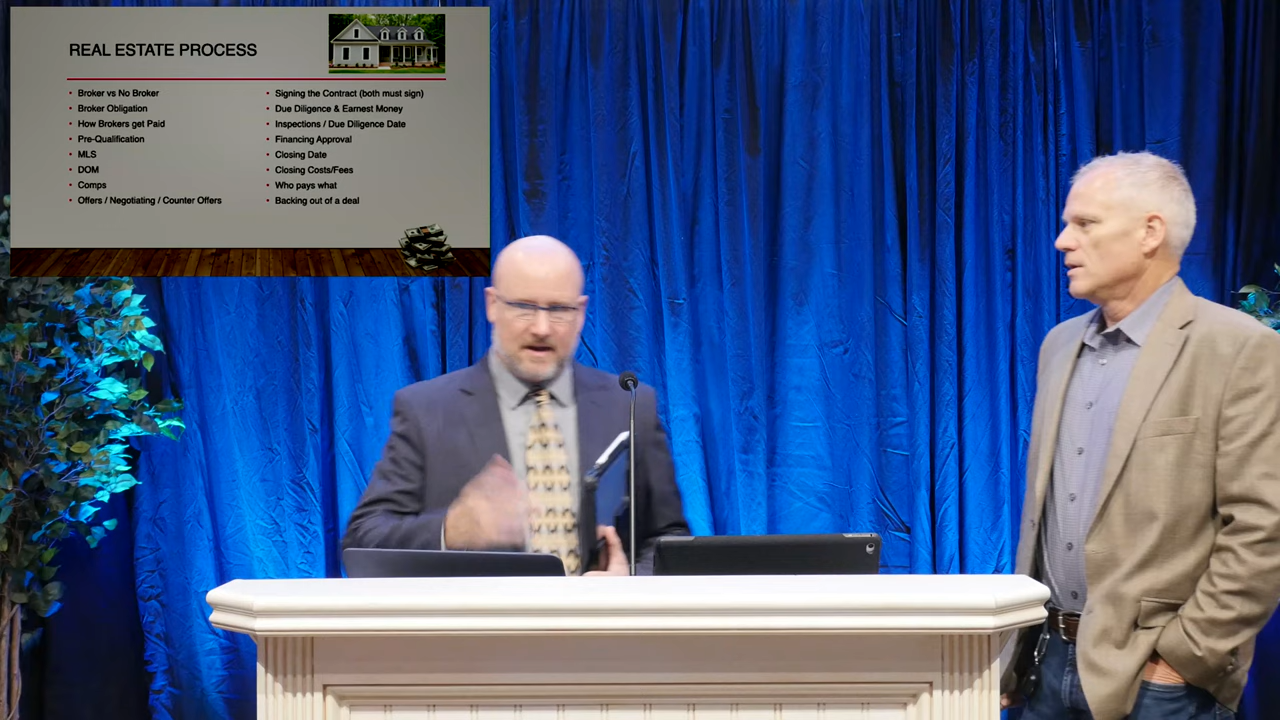 REAL ESTATE PROCESS
Broker vs No Broker
Broker Obligation
How Brokers get Paid
Pre-Qualification
MLS
DOM
Comps
Offers / Negotiating / Counter Offers
Signing the Contract (both must sign)
Due Diligence & Earnest Money
Inspections / Due Diligence Date
Financing Approval
Closing Date
Closing Costs/Fees
Who pays what
Backing out of a deal